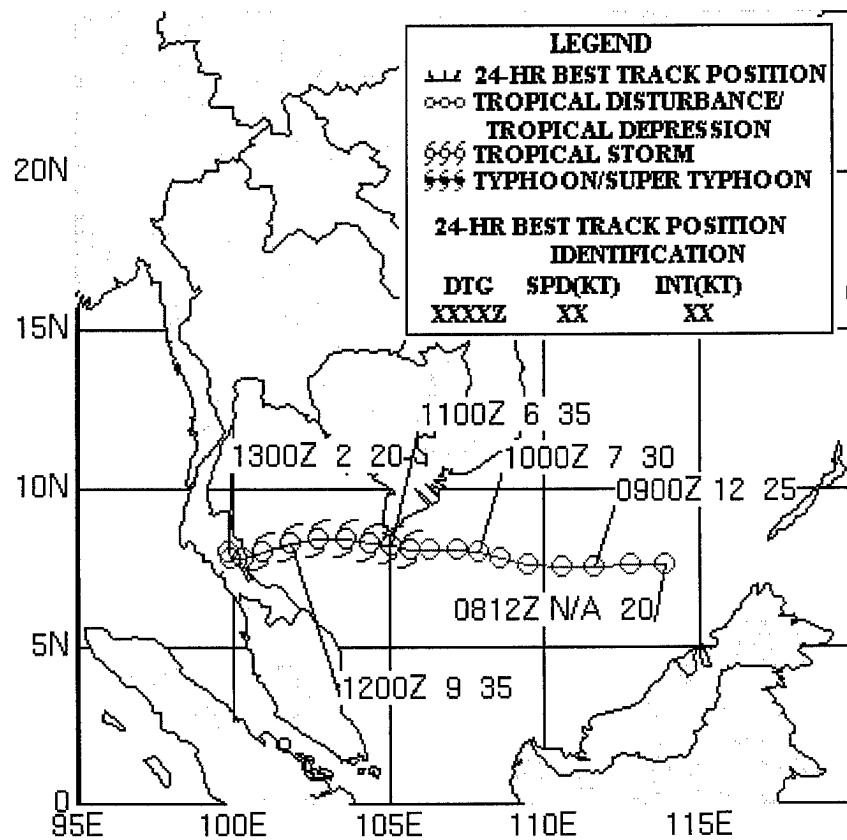 LEGEND
24-HR BEST TRACK POSITION
TROPICAL DISTURBANCE/
TROPICAL DEPRESSION
TROPICAL STORM
TYPHOON/SUPER TYPHOON
24-HR BEST TRACK POSITION
IDENTIFICATION
DTG SPD(KT) INT(KT)
XXXXZ XX XX
20N
15N
1100Z 6 35
1300Z 2 20
1000Z 7 30
10N
0900Z 12 25
0812Z N/A 20
5N
1200Z 9 35
0
95E 100E 105E 110E 115E